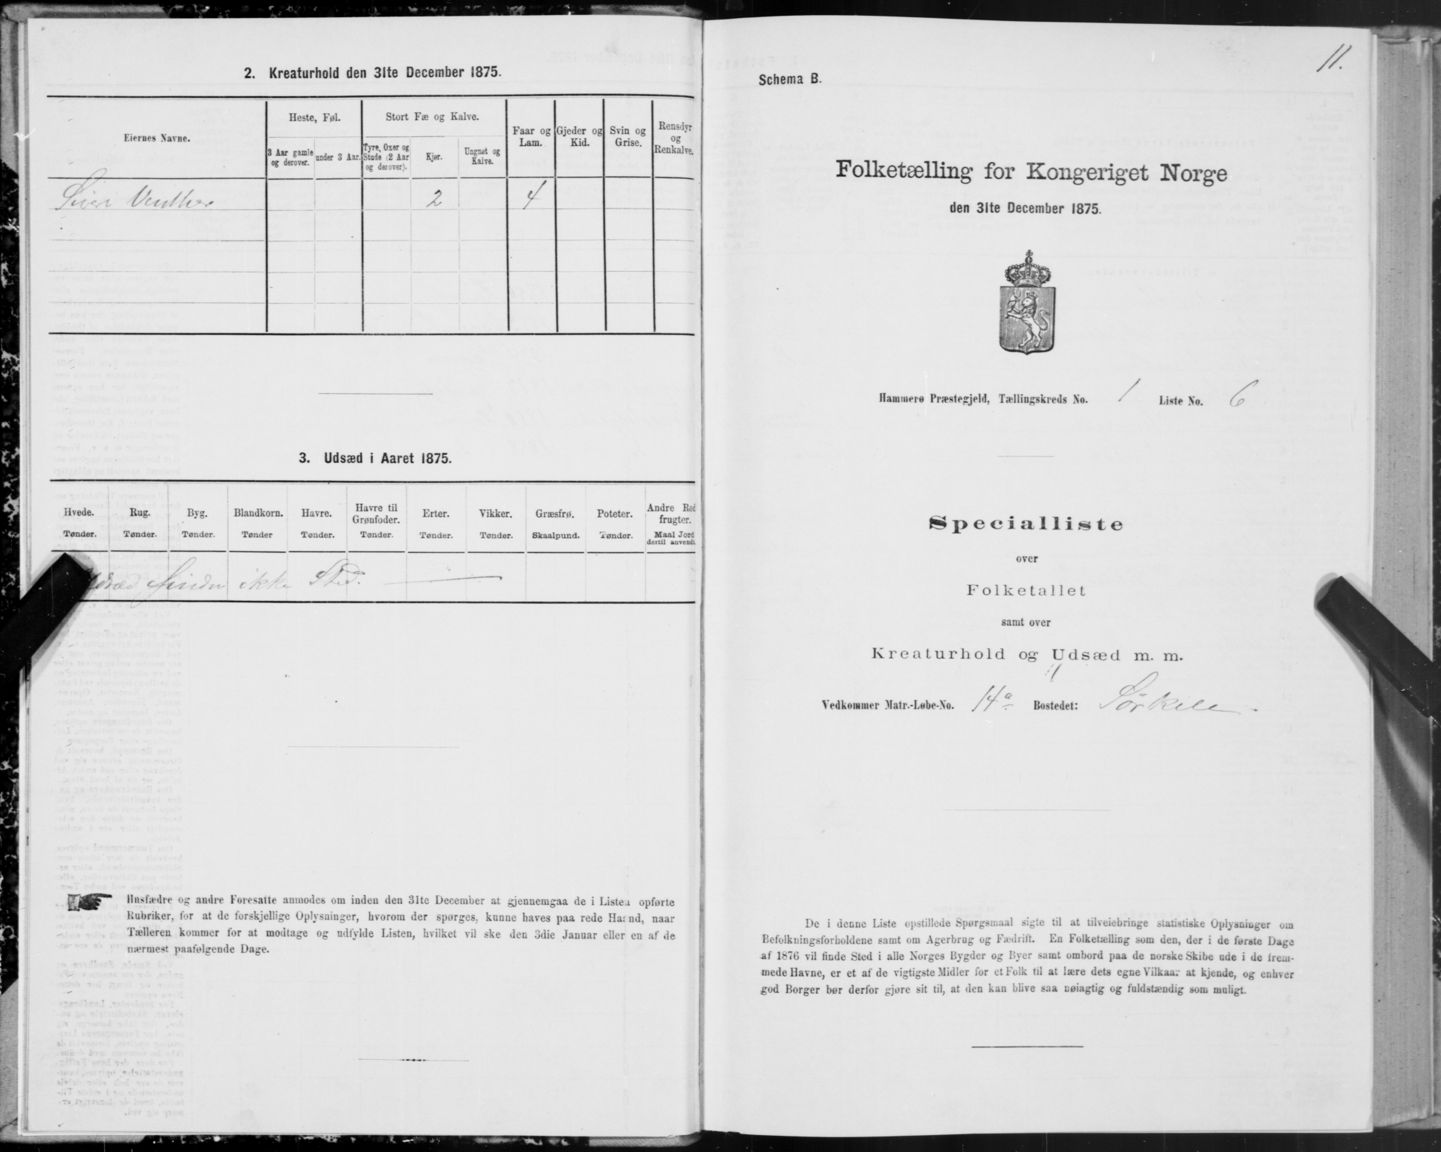 2. Kreaturhold den 31te December 1875.
Eiernes Navne.
Heste, Føl.
Stort Fæ og Kalve.
Faar og Lam.
Gjeder og Kid.
Svin og Grise.
Rensdyr og Renkalve.
3 Aar gamle og derover.
under 3 Aar.
Tyre, Oxer og Stude (2 Aar og derover).
Kjør.
Ungnøt og Kalve.
2 4
3. Udsæd i Aaret 1875.
Hvede. Rug. Byg. Blandkorn. Havre. Havre til Grønfoder. Erter. Vikker. Græsfrø. Poteter. Andre Rod frugter.
Tønder. Tønder. Tønder. Tønder Tønder. Tønder. Tønder. Tønder. Skaalpund. Tønder. Maal Jord dertil anvendt
ikke Sted.
Husfædre og andre Foresatte anmodes om inden den 31te December at gjennemgaa de i Listen opførte
Rubriker, for at de forskjellige Oplysninger, hvorom der spørges, kunne haves paa rede Haand, naar
Tælleren kommer for at modtage og udfylde Listen, hvilket vil ske den 3die Januar eller en af de
nærmest paafølgende Dage.
11.
Schema B.
Folketælling for Kongeriget Norge
den 31te December 1875.
Hammerø Præstegjeld, Tællingskreds No. 1 Liste No. 6
Specialliste
over
Folketallet
samt over
Kreaturhold og Udsæd m. m.
Vedkommer Matr.-Løbe-No. 14a Bostedet:
De i denne Liste opstillede Spørgsmaal sigte til at tilveiebringe statistiske Oplysninger om
Befolkningsforholdene samt om Agerbrug og Fædrift. En Folketælling som den, der i de første Dage
af 1876 vil finde Sted i alle Norges Bygder og Byer samt ombord paa de norske Skibe ude i de frem-
mede Havne, er et af de vigtigste Midler for et Folk til at lære dets egne Vilkaar at kjende, og enhver
god Borger bør derfor gjøre sit til, at den kan blive saa nøiagtig og fuldstændig som muligt.